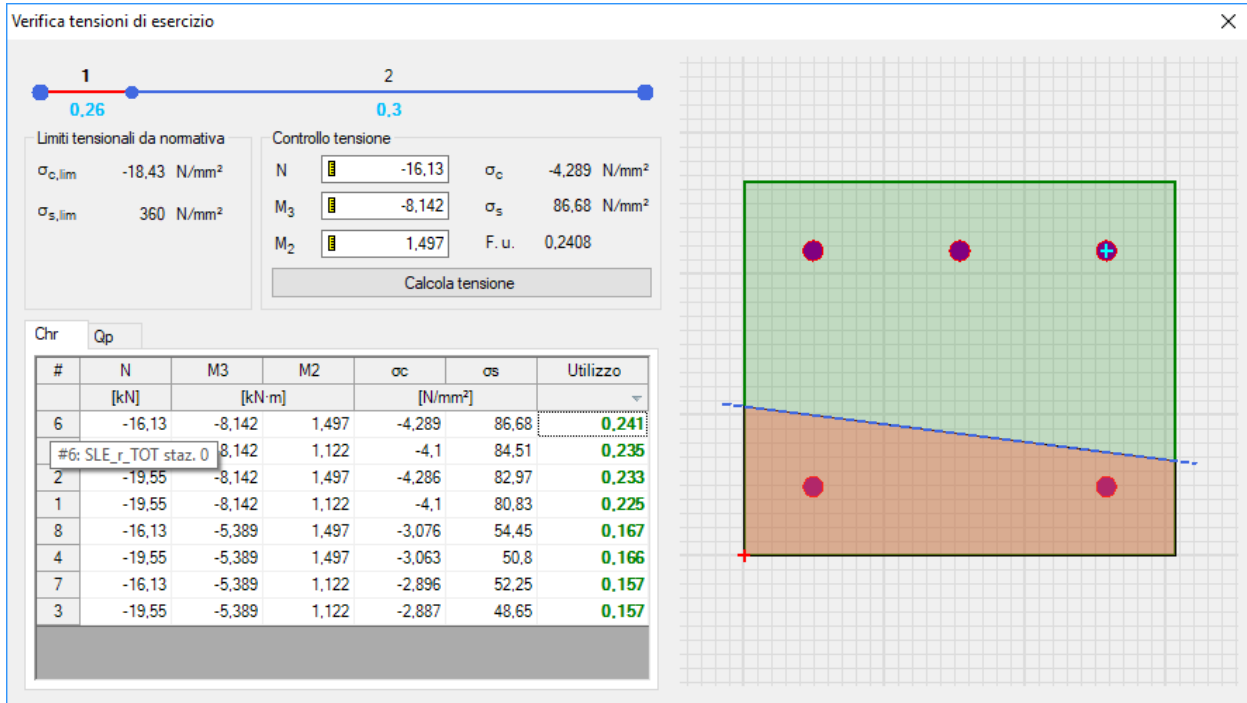 Verifica tensioni di esercizio
1 2
0,26 0,3
Limiti tensionali da normativa
σc,lim -18,43 N/mm²
σs,lim 360 N/mm²
Controllo tensione
N -16,13 σc -4,289 N/mm²
M3 -8,142 σs 86,68 N/mm²
M2 1,497 F. u. 0,2408
Calcola tensione
Chr Qp
# N M3 M2 σc σs Utilizzo
[kN] [kN·m] [N/mm²]
6 -16,13 -8,142 1,497 -4,289 86,68 0,241
#6: SLE_r_TOT staz. 0 8,142 1,122 -4,1 84,51 0,235
2 -19,55 -8,142 1,497 -4,286 82,97 0,233
1 -19,55 -8,142 1,122 -4,1 80,83 0,225
8 -16,13 -5,389 1,497 -3,076 54,45 0,167
4 -19,55 -5,389 1,497 -3,063 50,8 0,166
7 -16,13 -5,389 1,122 -2,896 52,25 0,157
3 -19,55 -5,389 1,122 -2,887 48,65 0,157